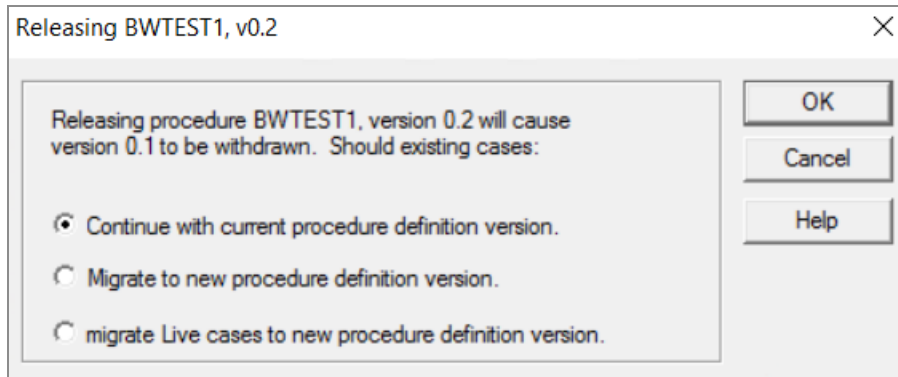 Releasing BWTEST1, v0.2
Releasing procedure BWTEST1, version 0.2 will cause
version 0.1 to be withdrawn.  Should existing cases:
Continue with current procedure definition version.
Migrate to new procedure definition version.
migrate Live cases to new procedure definition version.
OK
Cancel
Help